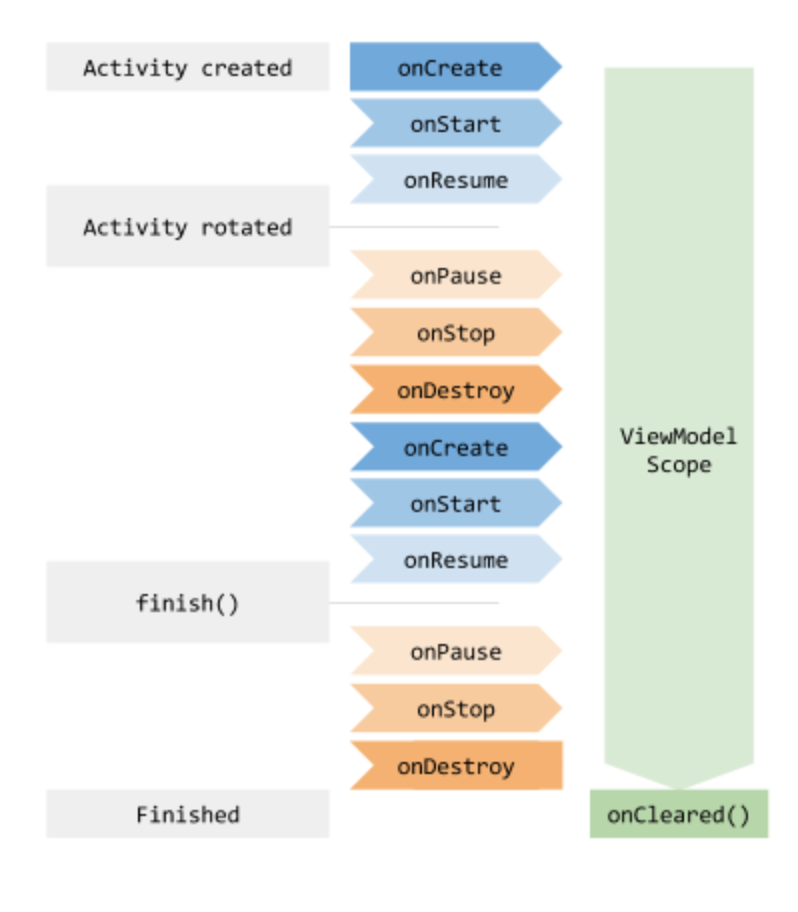 Activity created
onCreate
onStart
onResume
Activity rotated
onPause
onStop
onDestroy
onCreate
onStart
onResume
finish()
onPause
onStop
onDestroy
Finished
ViewModel
Scope
onCleared()